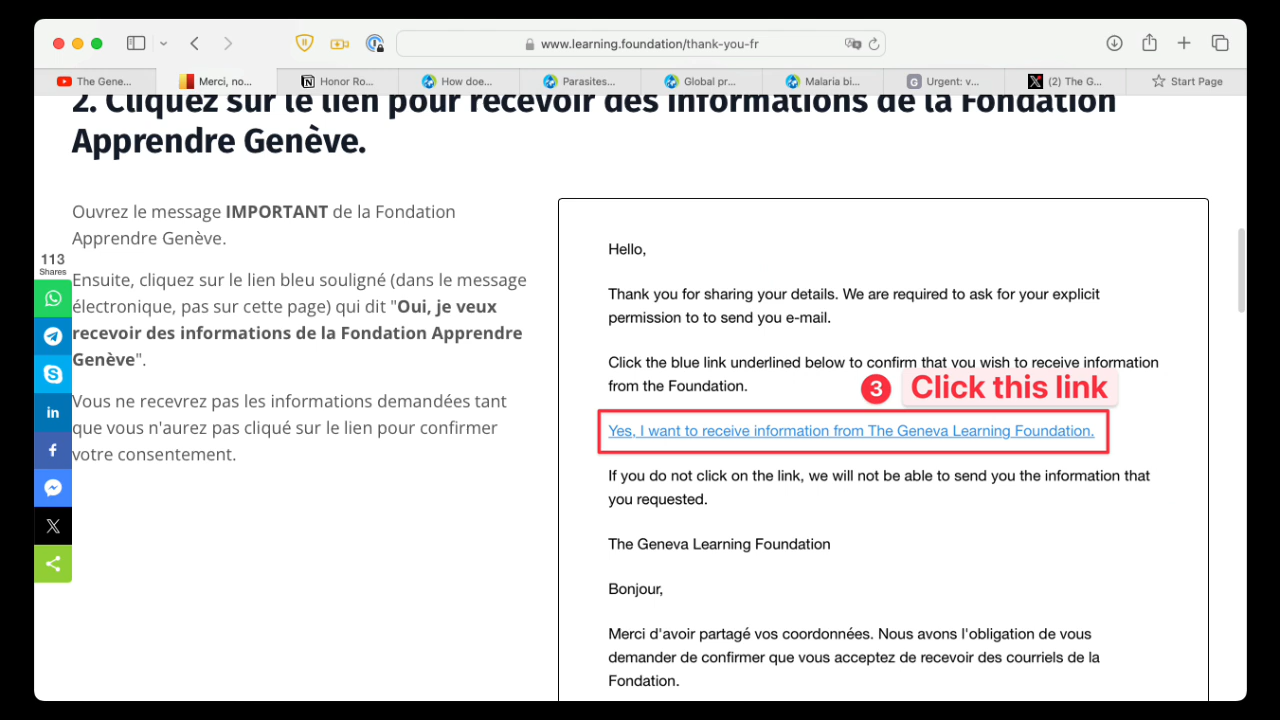 www.learning.foundation/thank-you-fr
The Gene...
Merci, no...
Honor Ro...
How doe...
Parasites...
Global pr...
Malaria bi...
Urgent: v...
(2) The G...
Start Page
2. Cliquez sur le lien pour recevoir des informations de la Fondation
Apprendre Genève.
Ouvrez le message IMPORTANT de la Fondation
Apprendre Genève.
Ensuite, cliquez sur le lien bleu souligné (dans le message
électronique, pas sur cette page) qui dit "Oui, je veux
recevoir des informations de la Fondation Apprendre
Genève".
Vous ne recevrez pas les informations demandées tant
que vous n'aurez pas cliqué sur le lien pour confirmer
votre consentement.
113
Shares
Hello,
Thank you for sharing your details. We are required to ask for your explicit
permission to to send you e-mail.
Click the blue link underlined below to confirm that you wish to receive information
from the Foundation.
3 Click this link
Yes, I want to receive information from The Geneva Learning Foundation.
If you do not click on the link, we will not be able to send you the information that
you requested.
The Geneva Learning Foundation
Bonjour,
Merci d'avoir partagé vos coordonnées. Nous avons l'obligation de vous
demander de confirmer que vous acceptez de recevoir des courriels de la
Fondation.